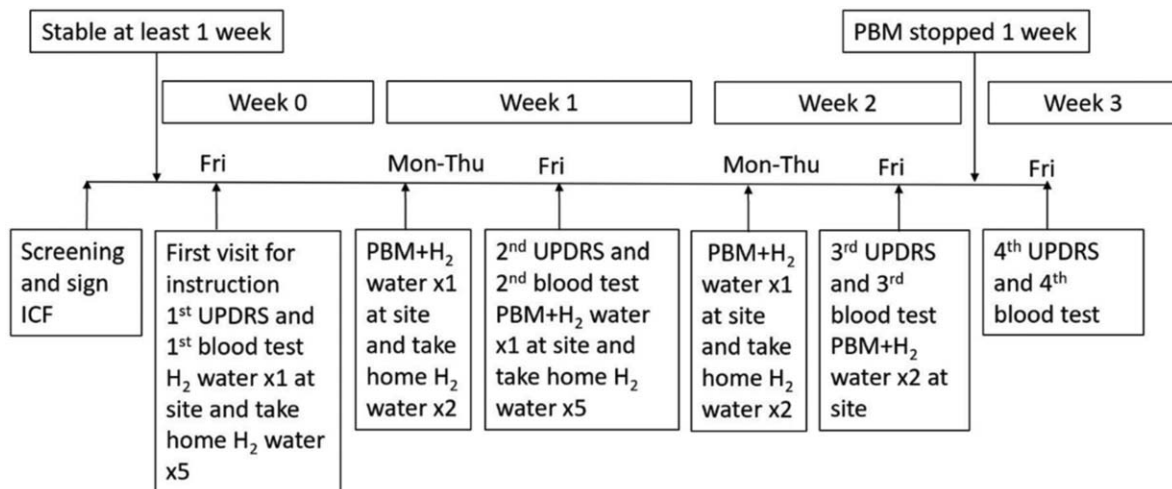 Stable at least 1 week
PBM stopped 1 week
Week 0
Week 1
Week 2
Week 3
Fri
Mon-Thu
Fri
Mon-Thu
Fri
Fri
Screening
and sign
ICF
First visit for
instruction
1st UPDRS and
1st blood test
H2 water x1 at
site and take
home H2 water
x5
PBM+H2
water x1
at site
and take
home H2
water x2
2nd UPDRS and
2nd blood test
PBM+H2 water
x1 at site and
take home H2
water x5
PBM+H2
water x1
at site
and take
home H2
water x2
3rd UPDRS
and 3rd
blood test
PBM+H2
water x2 at
site
4th UPDRS
and 4th
blood test